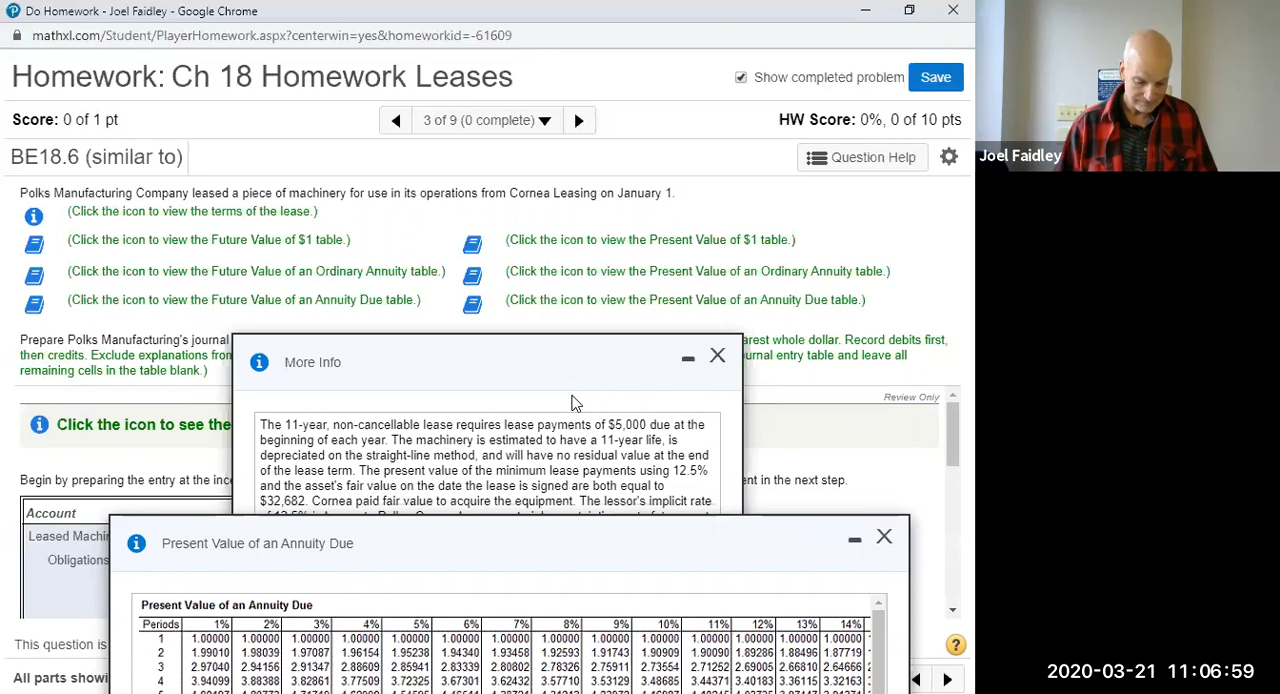 Do Homework - Joel Faidley - Google Chrome
mathxl.com/Student/PlayerHomework.aspx?centerwin=yes&homeworkid=-61609
Homework: Ch 18 Homework Leases
Show completed problem
Save
Score: 0 of 1 pt
3 of 9 (0 complete)
HW Score: 0%, 0 of 10 pts
BE18.6 (similar to)
Question Help
Joel Faidley
Polks Manufacturing Company leased a piece of machinery for use in its operations from Cornea Leasing on January 1.
(Click the icon to view the terms of the lease.)
(Click the icon to view the Future Value of $1 table.)
(Click the icon to view the Present Value of $1 table.)
(Click the icon to view the Future Value of an Ordinary Annuity table.)
(Click the icon to view the Present Value of an Ordinary Annuity table.)
(Click the icon to view the Future Value of an Annuity Due table.)
(Click the icon to view the Present Value of an Annuity Due table.)
Prepare Polks Manufacturing's journal
arest whole dollar. Record debits first,
then credits. Exclude explanations from
urnal entry table and leave all
remaining cells in the table blank.)
More Info
Review Only
Click the icon to see the
The 11-year, non-cancellable lease requires lease payments of $5,000 due at the
beginning of each year. The machinery is estimated to have a 11-year life, is
depreciated on the straight-line method, and will have no residual value at the end
of the lease term. The present value of the minimum lease payments using 12.5%
and the asset's fair value on the date the lease is signed are both equal to
$32,682. Cornea paid fair value to acquire the equipment. The lessor's implicit rate
Begin by preparing the entry at the ince
ent in the next step.
Account
Leased Machin
Obligations
Present Value of an Annuity Due
Present Value of an Annuity Due
Periods 1% 2% 3% 4% 5% 6% 7% 8% 9% 10% 11% 12% 13% 14%
1 1.00000 1.00000 1.00000 1.00000 1.00000 1.00000 1.00000 1.00000 1.00000 1.00000 1.00000 1.00000 1.00000 1.00000
2 1.99010 1.98039 1.97087 1.96154 1.95238 1.94340 1.93458 1.92593 1.91743 1.90909 1.90090 1.89286 1.88496 1.87719
3 2.97040 2.94156 2.91347 2.88609 2.85941 2.83339 2.80802 2.78326 2.75911 2.73554 2.71252 2.69005 2.66810 2.64666
4 3.94099 3.88388 3.82861 3.77509 3.72325 3.67301 3.62432 3.57710 3.53129 3.48685 3.44371 3.40183 3.36115 3.32163
This question is
All parts showi
2020-03-21 11:06:59